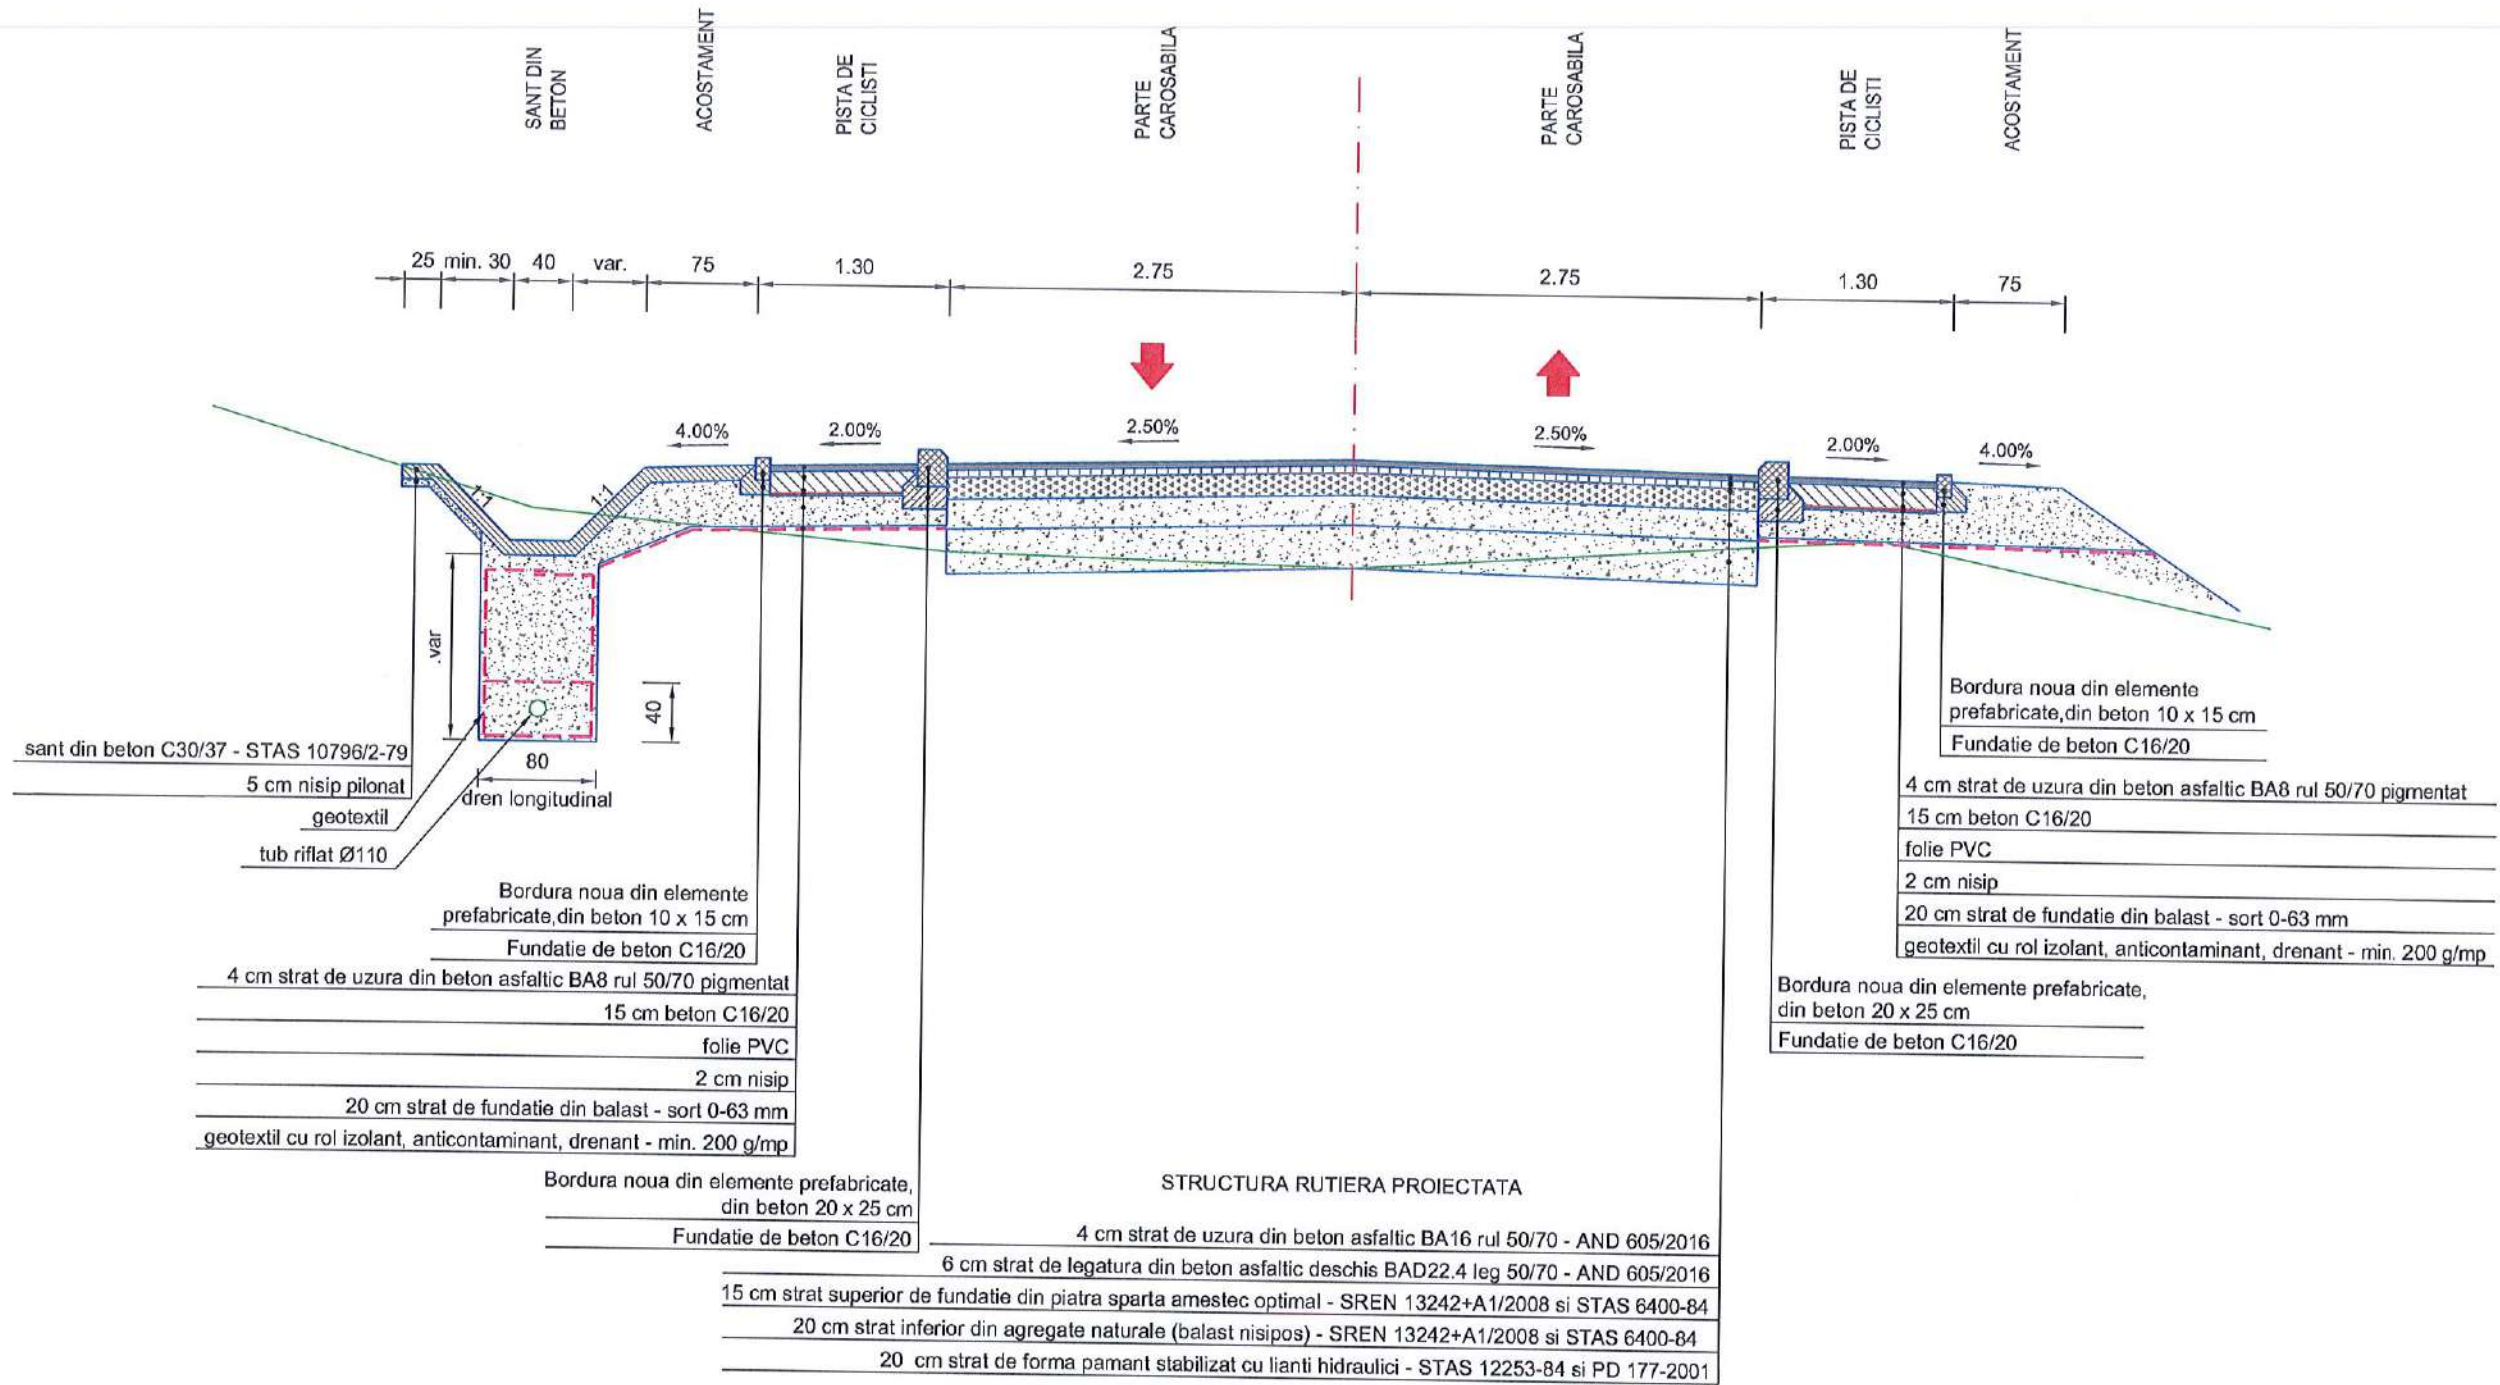 SANT DIN
BETON
ACOSTAMENT
PISTA DE
CICLISTI
PARTE
CAROSABILA
PARTE
CAROSABILA
PISTA DE
CICLISTI
ACOSTAMENT
25 min. 30 40 var. 75 1.30 2.75 2.75 1.30 75
4.00% 2.00% 2.50% 2.50% 2.00% 4.00%
1:1 1:1
.var
40
80
dren longitudinal
sant din beton C30/37 - STAS 10796/2-79
5 cm nisip pilonat
geotextil
tub riflat Ø110
Bordura noua din elemente
prefabricate,din beton 10 x 15 cm
Fundatie de beton C16/20
4 cm strat de uzura din beton asfaltic BA8 rul 50/70 pigmentat
15 cm beton C16/20
folie PVC
2 cm nisip
20 cm strat de fundatie din balast - sort 0-63 mm
geotextil cu rol izolant, anticontaminant, drenant - min. 200 g/mp
Bordura noua din elemente prefabricate,
din beton 20 x 25 cm
Fundatie de beton C16/20
STRUCTURA RUTIERA PROIECTATA
4 cm strat de uzura din beton asfaltic BA16 rul 50/70 - AND 605/2016
6 cm strat de legatura din beton asfaltic deschis BAD22.4 leg 50/70 - AND 605/2016
15 cm strat superior de fundatie din piatra sparta amestec optimal - SREN 13242+A1/2008 si STAS 6400-84
20 cm strat inferior din agregate naturale (balast nisipos) - SREN 13242+A1/2008 si STAS 6400-84
20 cm strat de forma pamant stabilizat cu lianti hidraulici - STAS 12253-84 si PD 177-2001
Bordura noua din elemente
prefabricate,din beton 10 x 15 cm
Fundatie de beton C16/20
4 cm strat de uzura din beton asfaltic BA8 rul 50/70 pigmentat
15 cm beton C16/20
folie PVC
2 cm nisip
20 cm strat de fundatie din balast - sort 0-63 mm
geotextil cu rol izolant, anticontaminant, drenant - min. 200 g/mp
Bordura noua din elemente prefabricate,
din beton 20 x 25 cm
Fundatie de beton C16/20